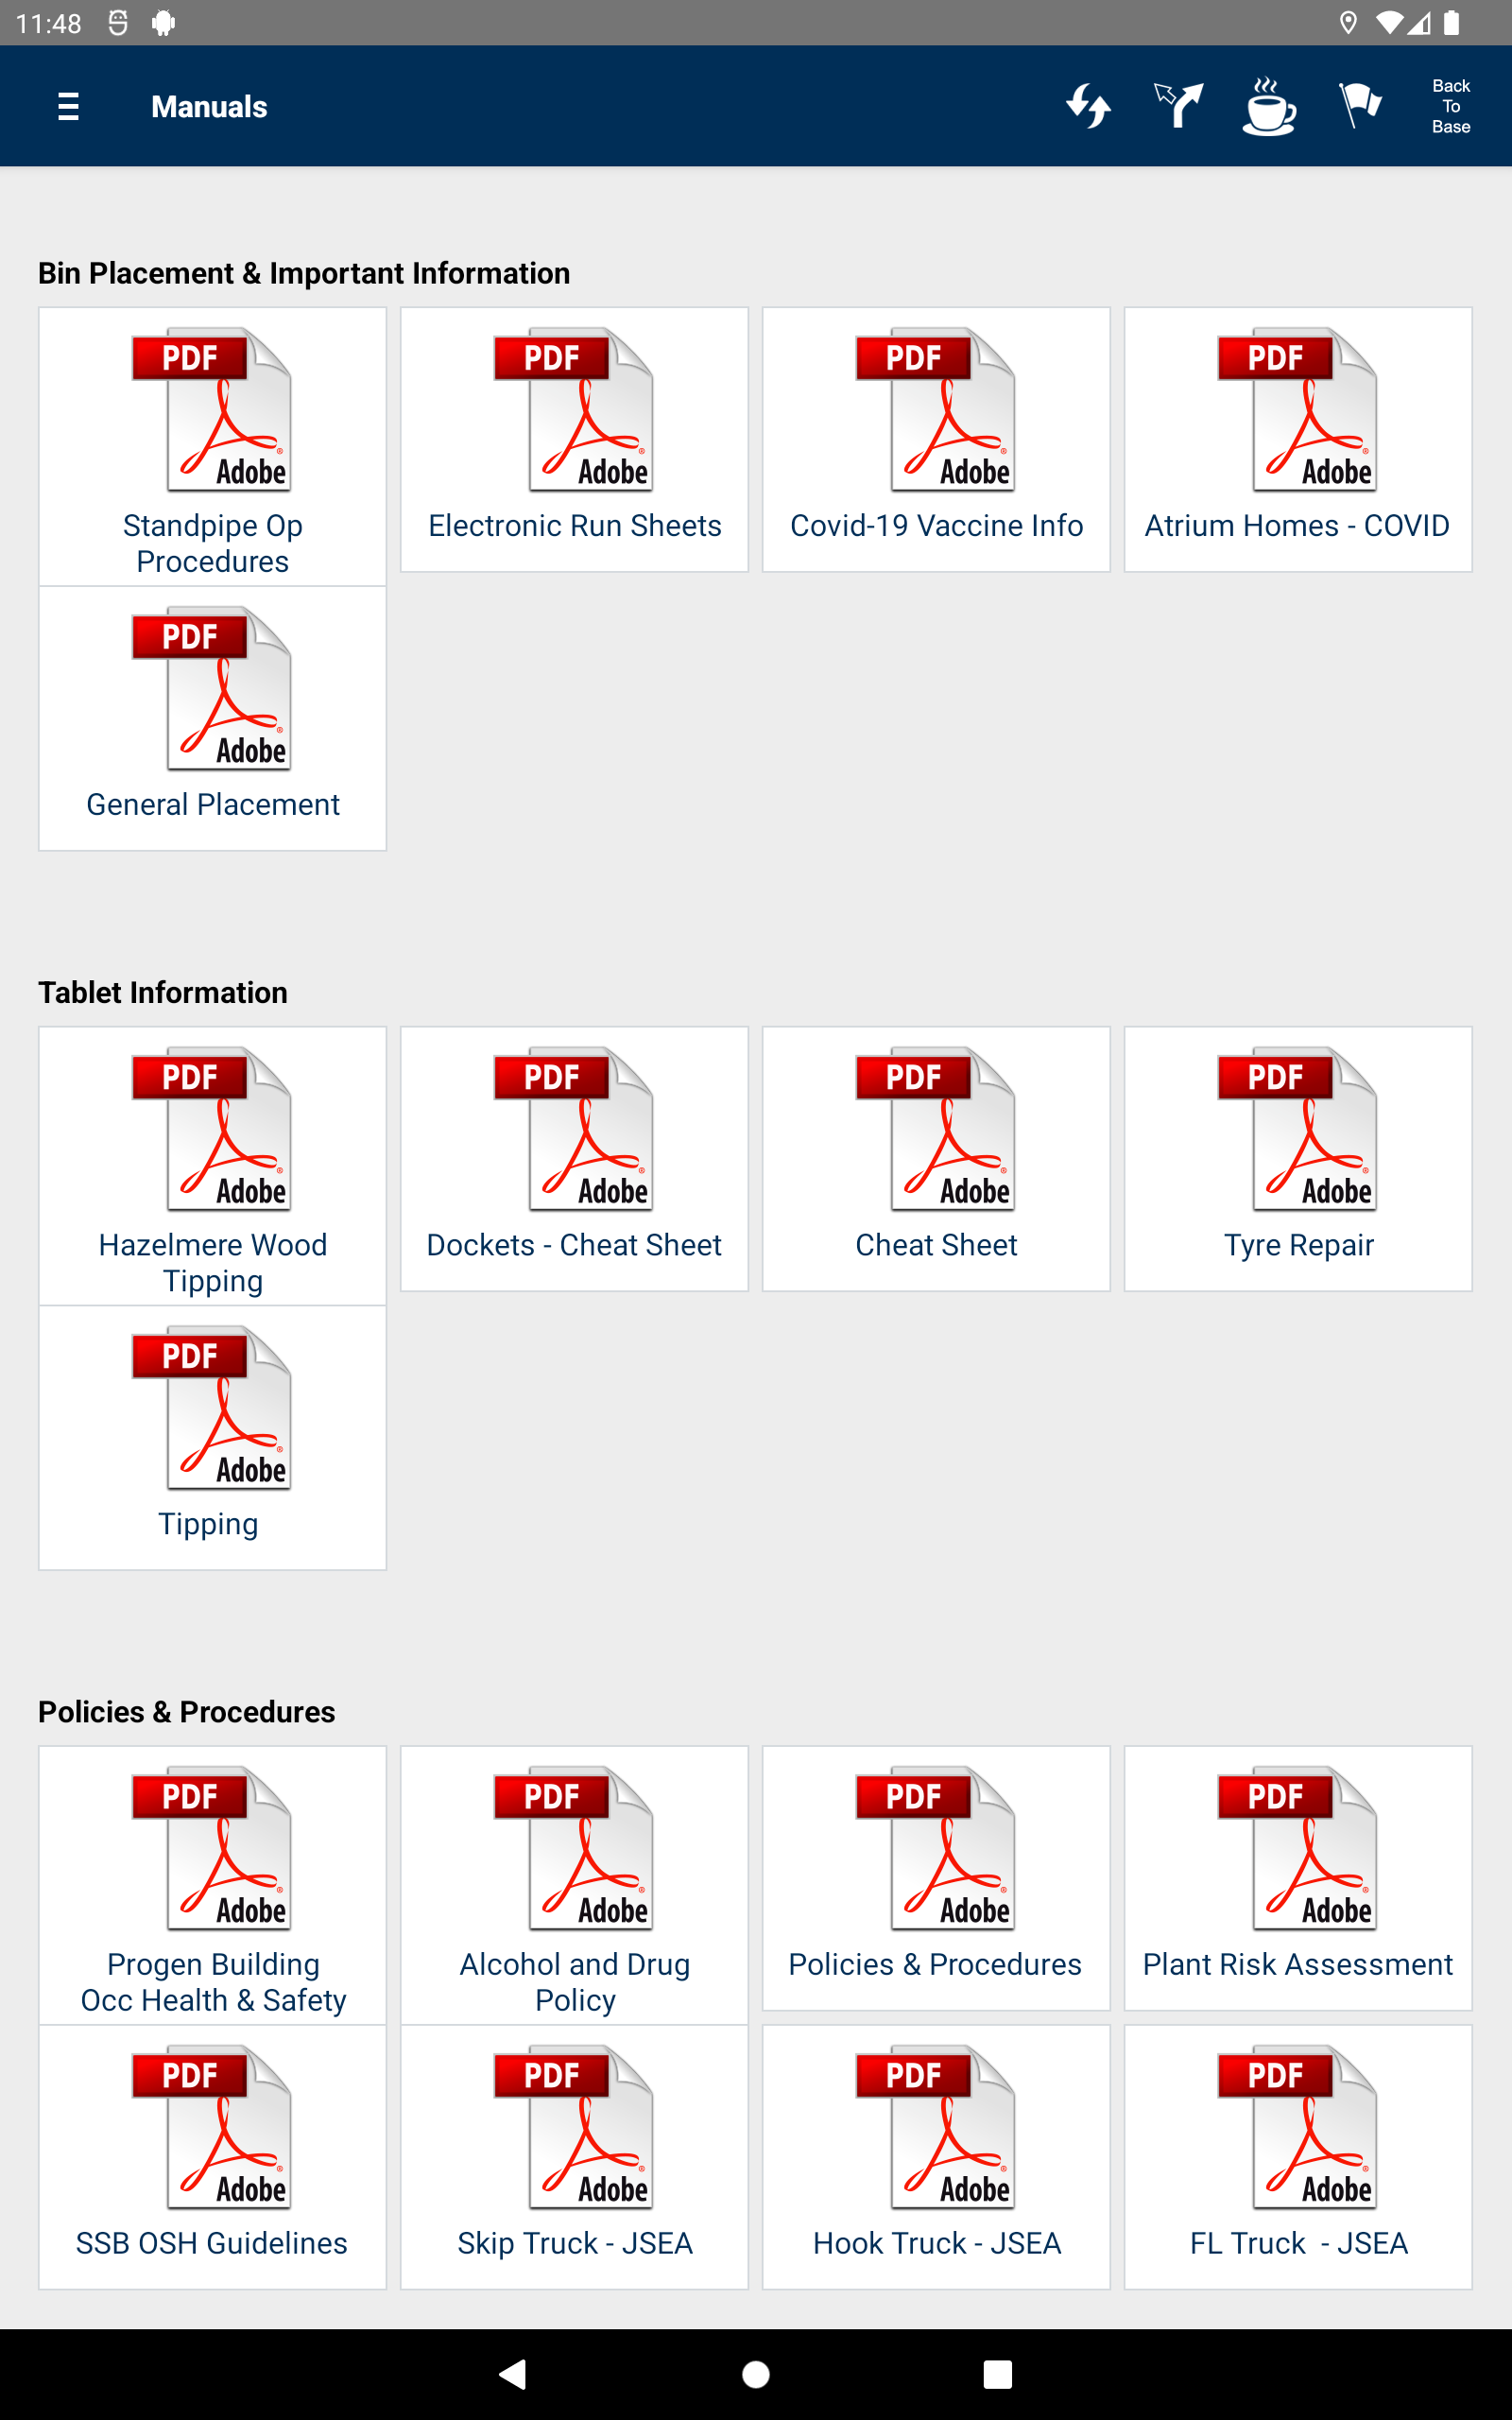 11:48
Manuals
Back
To
Base
Bin Placement & Important Information
PDF
Adobe
Standpipe Op
Procedures
PDF
Adobe
Electronic Run Sheets
PDF
Adobe
Covid-19 Vaccine Info
PDF
Adobe
Atrium Homes - COVID
PDF
Adobe
General Placement
Tablet Information
PDF
Adobe
Hazelmere Wood
Tipping
PDF
Adobe
Dockets - Cheat Sheet
PDF
Adobe
Cheat Sheet
PDF
Adobe
Tyre Repair
PDF
Adobe
Tipping
Policies & Procedures
PDF
Adobe
Progen Building
Occ Health & Safety
PDF
Adobe
Alcohol and Drug
Policy
PDF
Adobe
Policies & Procedures
PDF
Adobe
Plant Risk Assessment
PDF
Adobe
SSB OSH Guidelines
PDF
Adobe
Skip Truck - JSEA
PDF
Adobe
Hook Truck - JSEA
PDF
Adobe
FL Truck  - JSEA